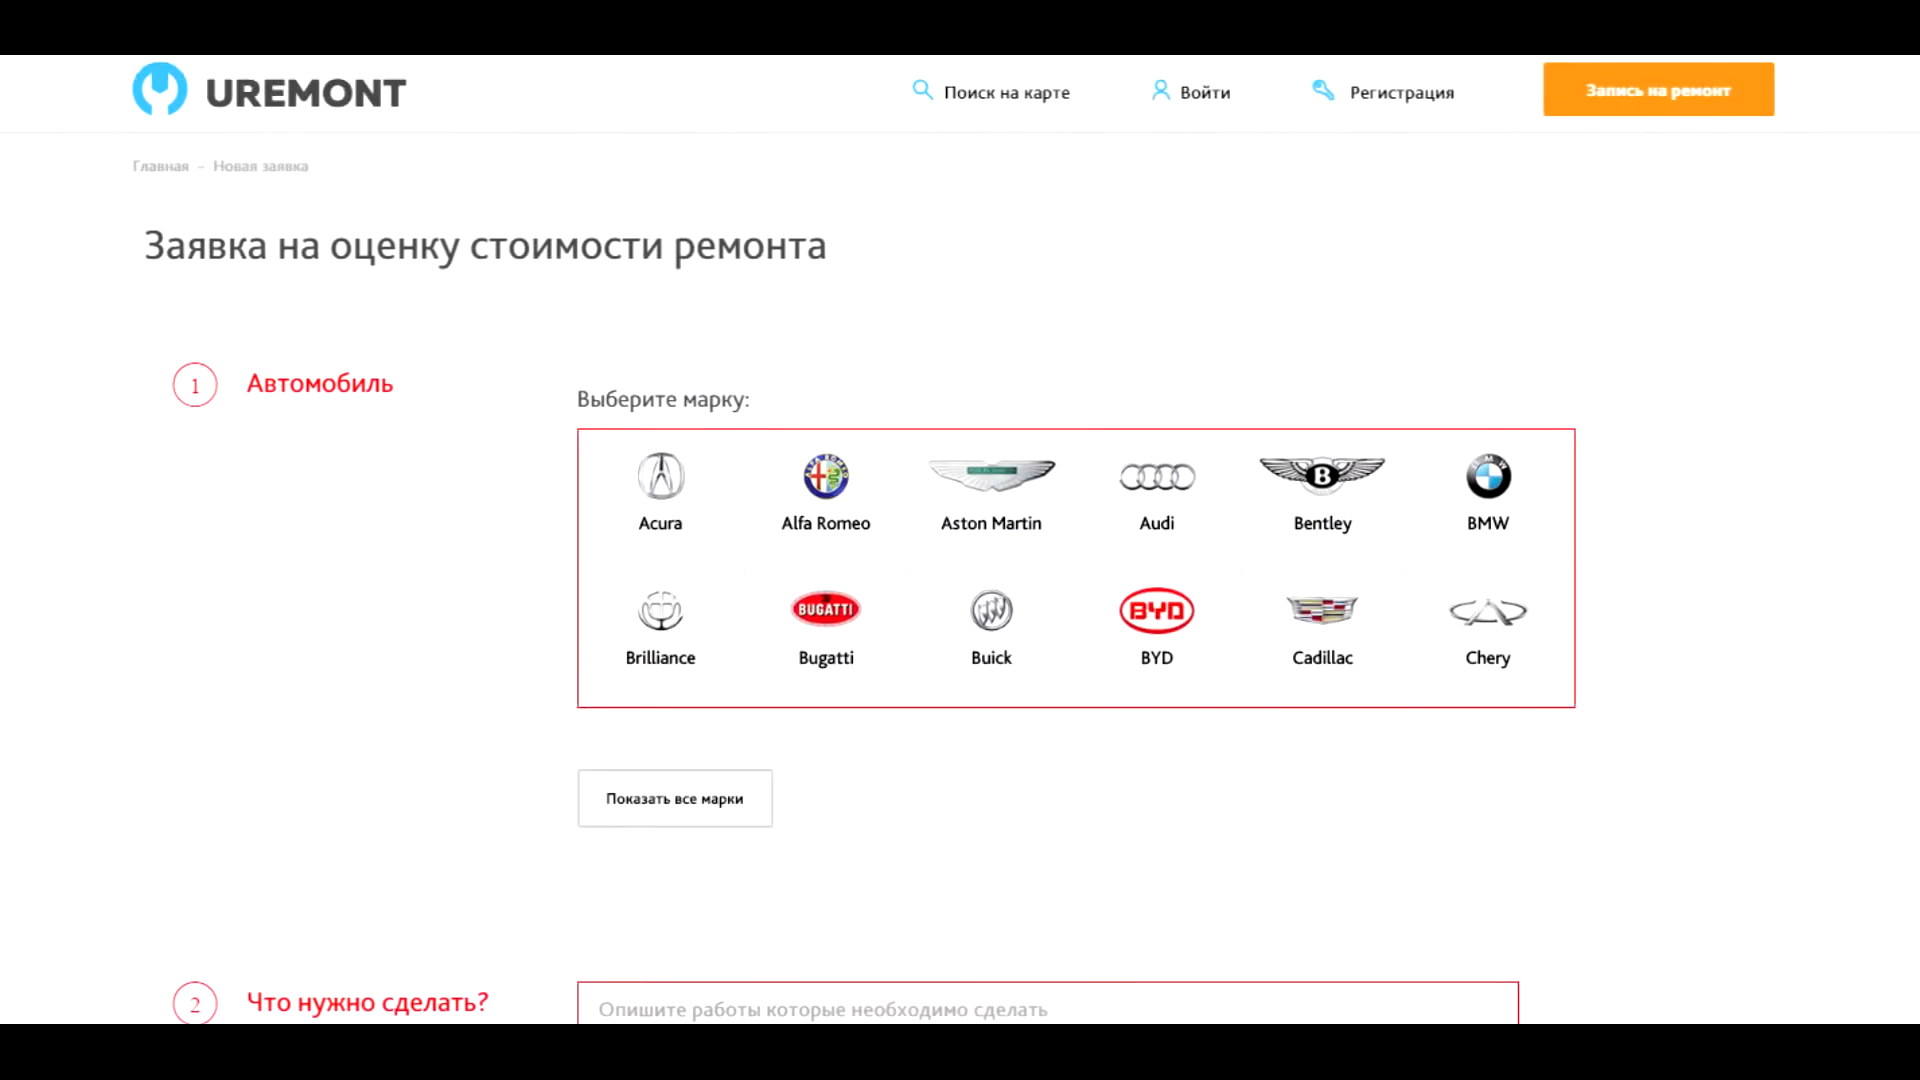 UREMONT
Поиск на карте
Войти
Регистрация
Запись на ремонт
Главная – Новая заявка
Заявка на оценку стоимости ремонта
1 Автомобиль
Выберите марку:
Acura Alfa Romeo Aston Martin Audi Bentley BMW
BUGATTI BYD
Brilliance Bugatti Buick BYD Cadillac Chery
Показать все марки
2 Что нужно сделать?
Опишите работы которые необходимо сделать